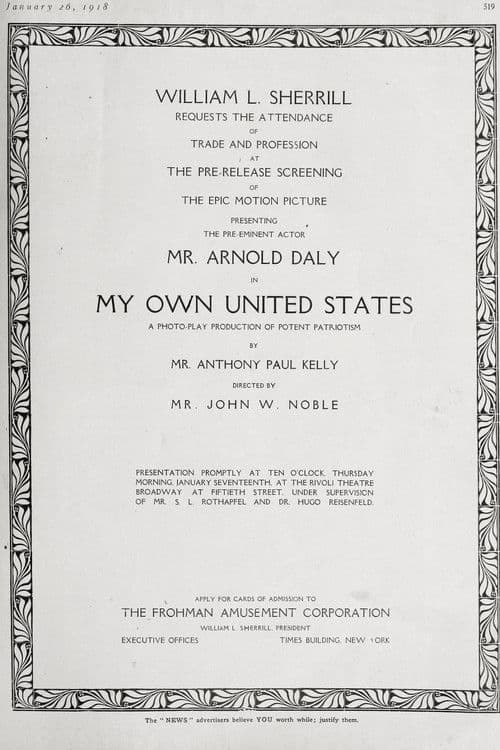 January 26, 1918
519
WILLIAM L. SHERRILL
REQUESTS THE ATTENDANCE
OF
TRADE AND PROFESSION
AT
THE PRE-RELEASE SCREENING
OF
THE EPIC MOTION PICTURE
PRESENTING
THE PRE-EMINENT ACTOR
MR. ARNOLD DALY
IN
MY OWN UNITED STATES
A PHOTO-PLAY PRODUCTION OF POTENT PATRIOTISM
BY
MR. ANTHONY PAUL KELLY
DIRECTED BY
MR. JOHN W. NOBLE
PRESENTATION PROMPTLY AT TEN O'CLOCK, THURSDAY
MORNING, JANUARY SEVENTEENTH, AT THE RIVOLI THEATRE
BROADWAY AT FIFTIETH STREET, UNDER SUPERVISION
OF MR. S. L. ROTHAPFEL AND DR. HUGO REISENFELD.
APPLY FOR CARDS OF ADMISSION TO
THE FROHMAN AMUSEMENT CORPORATION
WILLIAM L. SHERRILL, PRESIDENT
EXECUTIVE OFFICES TIMES BUILDING, NEW YORK
The "NEWS" advertisers believe YOU worth while; justify them.